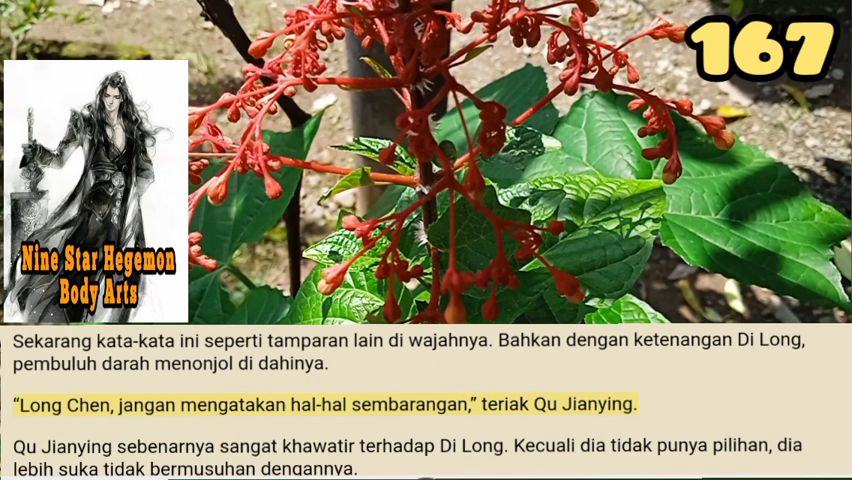 167
Nine Star Hegemon
Body Arts
Sekarang kata-kata ini seperti tamparan lain di wajahnya. Bahkan dengan ketenangan Di Long,
pembuluh darah menonjol di dahinya.
“Long Chen, jangan mengatakan hal-hal sembarangan,” teriak Qu Jianying.
Qu Jianying sebenarnya sangat khawatir terhadap Di Long. Kecuali dia tidak punya pilihan, dia
lebih suka tidak bermusuhan dengannya.